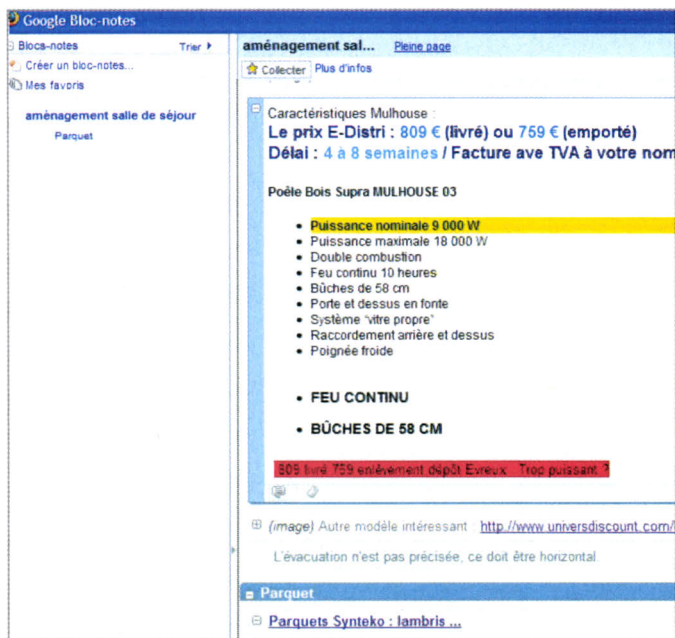 Google Bloc-notes
Blocs-notes Trier
Créer un bloc-notes...
Mes favoris
aménagement salle de séjour
Parquet
aménagement sal... Pleine page
Collecter Plus d'infos
Caractéristiques Mulhouse :
Le prix E-Distri : 809 € (livré) ou 759 € (emporté)
Délai : 4 à 8 semaines / Facture ave TVA à votre nom
Poêle Bois Supra MULHOUSE 03
• Puissance nominale 9 000 W
• Puissance maximale 18 000 W
• Double combustion
• Feu continu 10 heures
• Bûches de 58 cm
• Porte et dessus en fonte
• Système "vitre propre"
• Raccordement arrière et dessus
• Poignée froide
• FEU CONTINU
• BÛCHES DE 58 CM
809 livré 759 enlèvement dépôt Evreux Trop puissant ?
(image) Autre modèle intéressant : http://www.universdiscount.com/
L'évacuation n'est pas précisée, ce doit être horizontal.
Parquet
Parquets Synteko : lambris ...